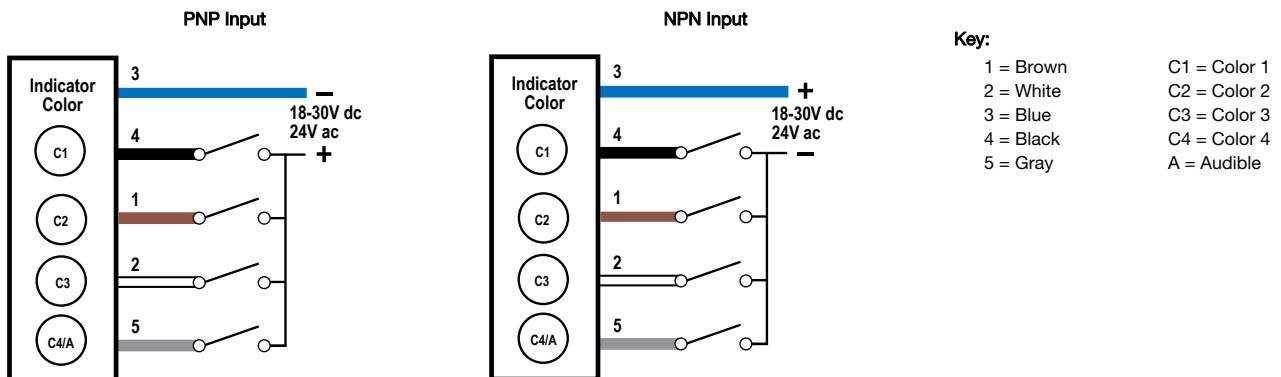 PNP Input
Indicator
Color
3
−
18-30V dc
24V ac
+
4
C1
1
C2
2
C3
5
C4/A
NPN Input
Indicator
Color
3
+
18-30V dc
24V ac
−
4
C1
1
C2
2
C3
5
C4/A
Key:
1 = Brown
2 = White
3 = Blue
4 = Black
5 = Gray
C1 = Color 1
C2 = Color 2
C3 = Color 3
C4 = Color 4
A = Audible